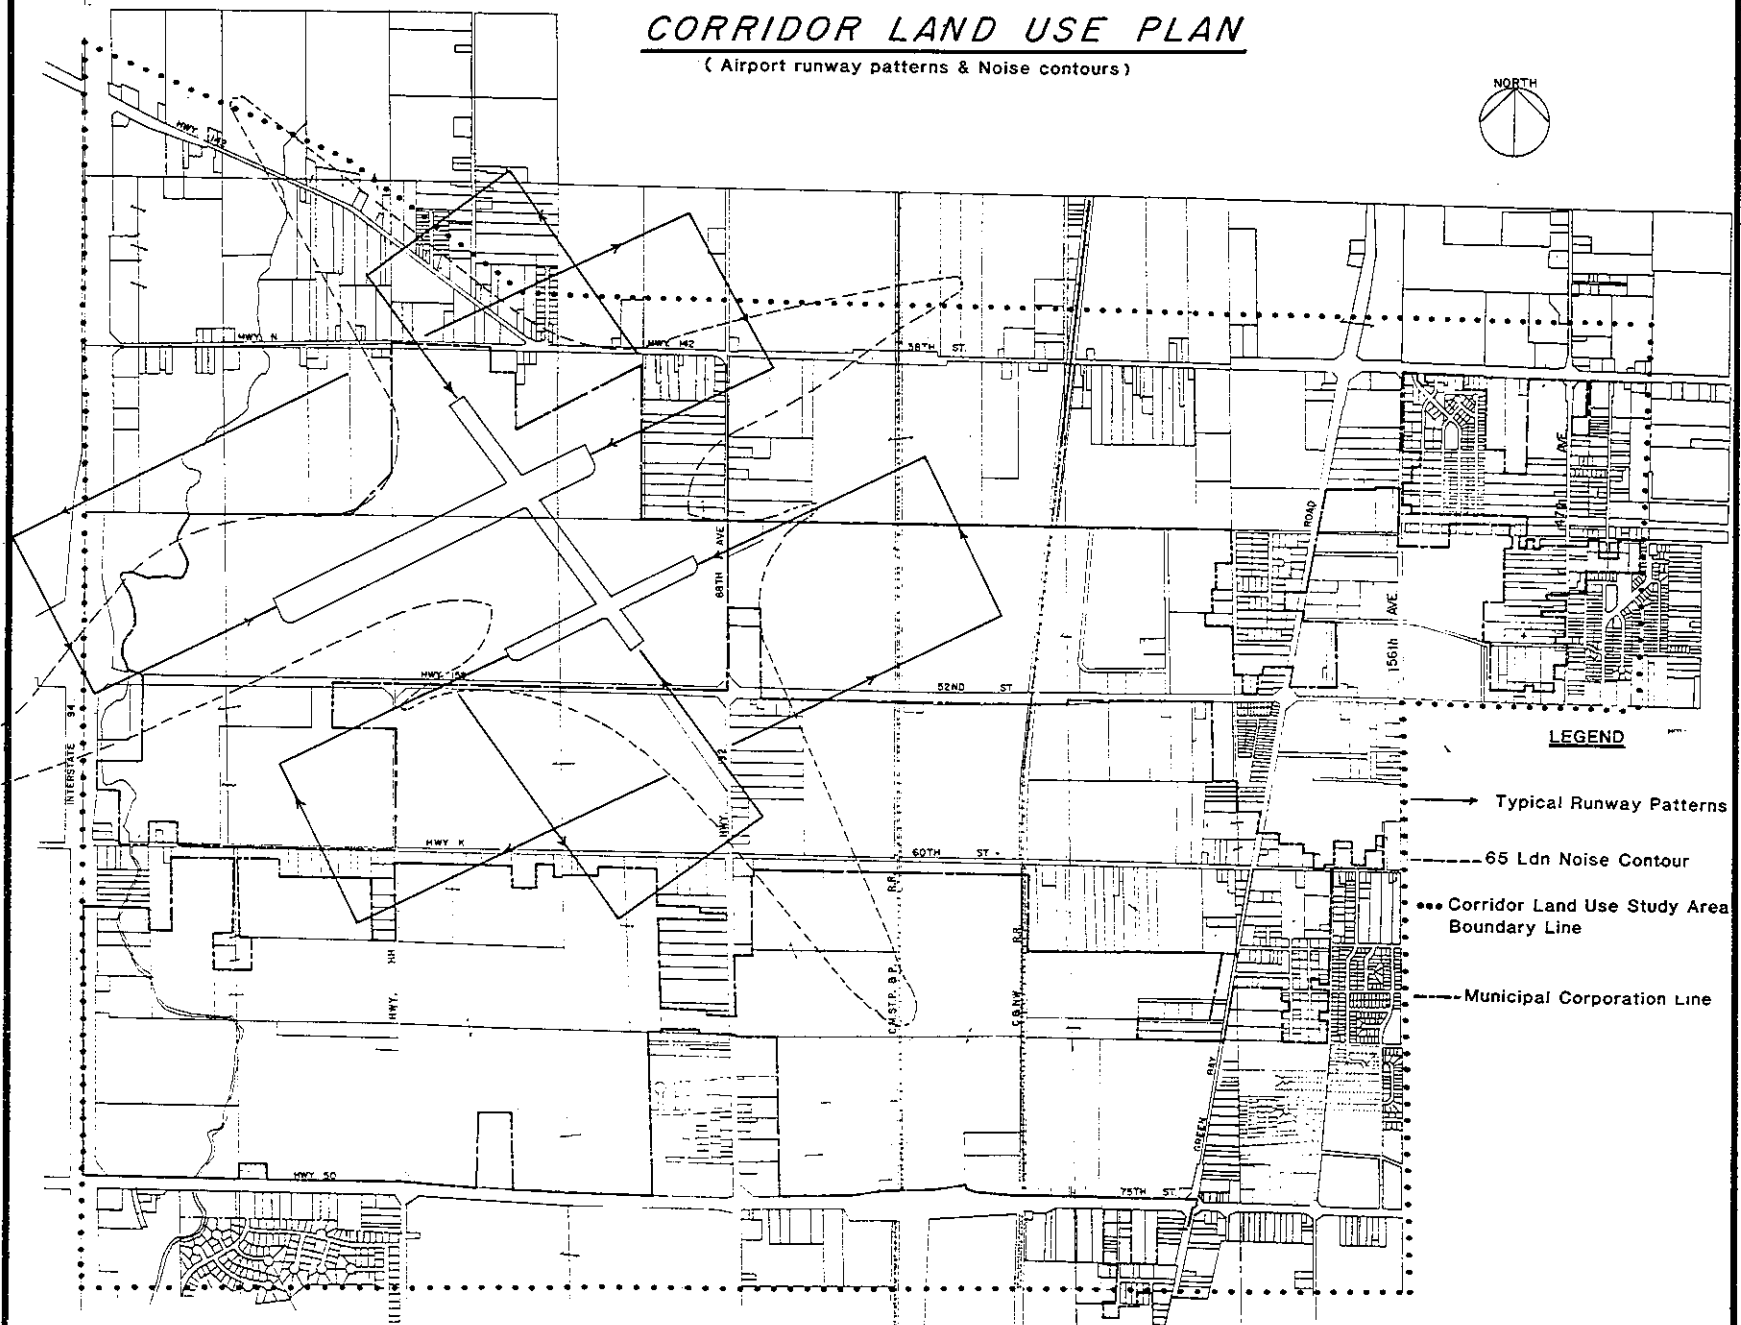 CORRIDOR LAND USE PLAN
( Airport runway patterns & Noise contours)
NORTH
HWY. 142
HWY. N
HWY 142
38TH ST.
ROAD
47th AVE.
68TH AVE.
156th AVE.
HWY. 158
52ND ST
INTERSTATE 94
HWY. 192
HWY K
60TH ST.
HWY. HH
C.M.ST.P. & P. R.R.
C.& N.W. R.R.
GREEN BAY
HWY 50
75TH ST.
LEGEND
Typical Runway Patterns
65 Ldn Noise Contour
Corridor Land Use Study Area
Boundary Line
Municipal Corporation Line